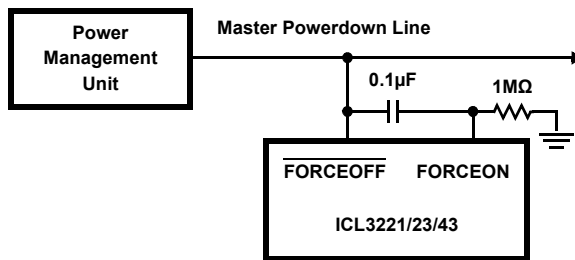 Power
Management
Unit
Master Powerdown Line
0.1µF
1MΩ
FORCEOFF FORCEON
ICL3221/23/43